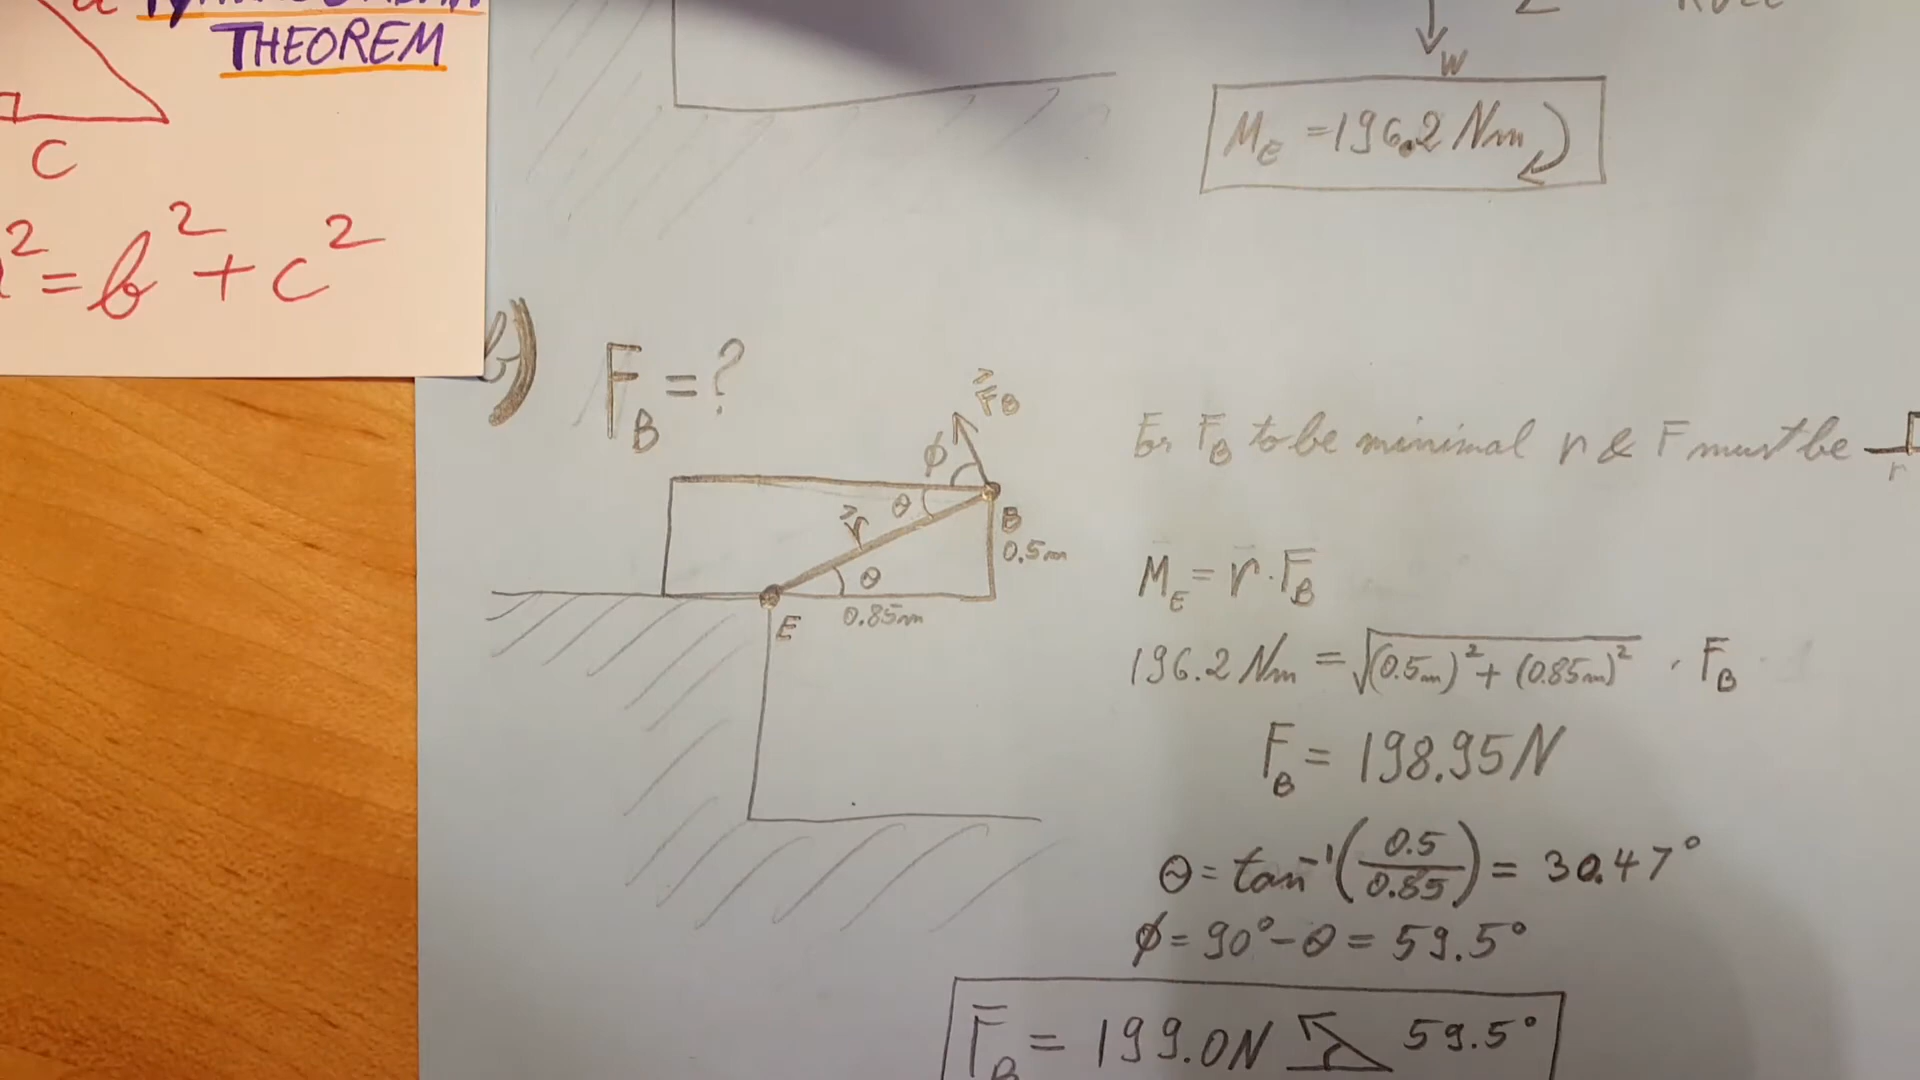 THEOREM
C
²= b²+c²
W
M_E =196.2 Nm
b) F_B =?
F_B
ϕ
θ
r
B
0.5m
θ
E
0.85m
For F_B to be minimal r & F must be
r
M_E = r · F_B
196.2 Nm = √(0.5m)²+(0.85m)² · F_B
F_B = 198.95N
θ = tan⁻¹(0.5/0.85) = 30.47°
ϕ = 90°-θ = 59.5°
F_B = 199.0N 59.5°